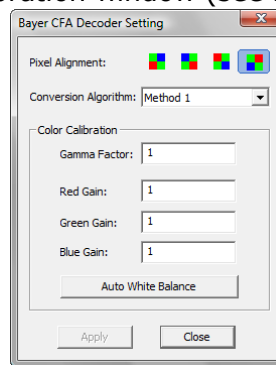 Bayer CFA Decoder Setting
Pixel Alignment:
Conversion Algorithm: Method 1
Color Calibration
Gamma Factor: 1
Red Gain: 1
Green Gain: 1
Blue Gain: 1
Auto White Balance
Apply Close